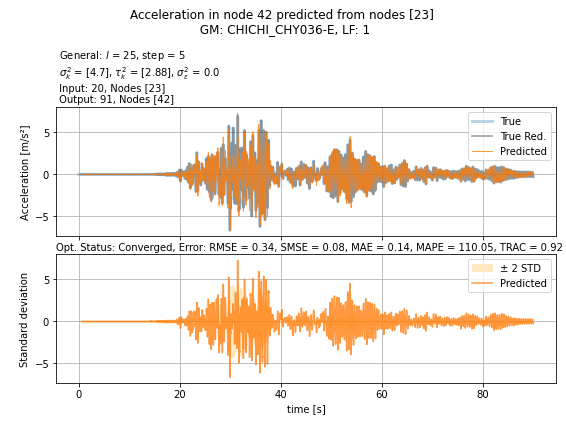 Acceleration in node 42 predicted from nodes [23]
GM: CHICHI_CHY036-E, LF: 1
General: l = 25, step = 5
σ²ₖ = [4.7], τ²ₖ = [2.88], σ²ε = 0.0
Input: 20, Nodes [23]
Output: 91, Nodes [42]
Acceleration [m/s²]
5
0
−5
True
True Red.
Predicted
Opt. Status: Converged, Error: RMSE = 0.34, SMSE = 0.08, MAE = 0.14, MAPE = 110.05, TRAC = 0.92
Standard deviation
5
0
−5
± 2 STD
Predicted
0 20 40 60 80
time [s]